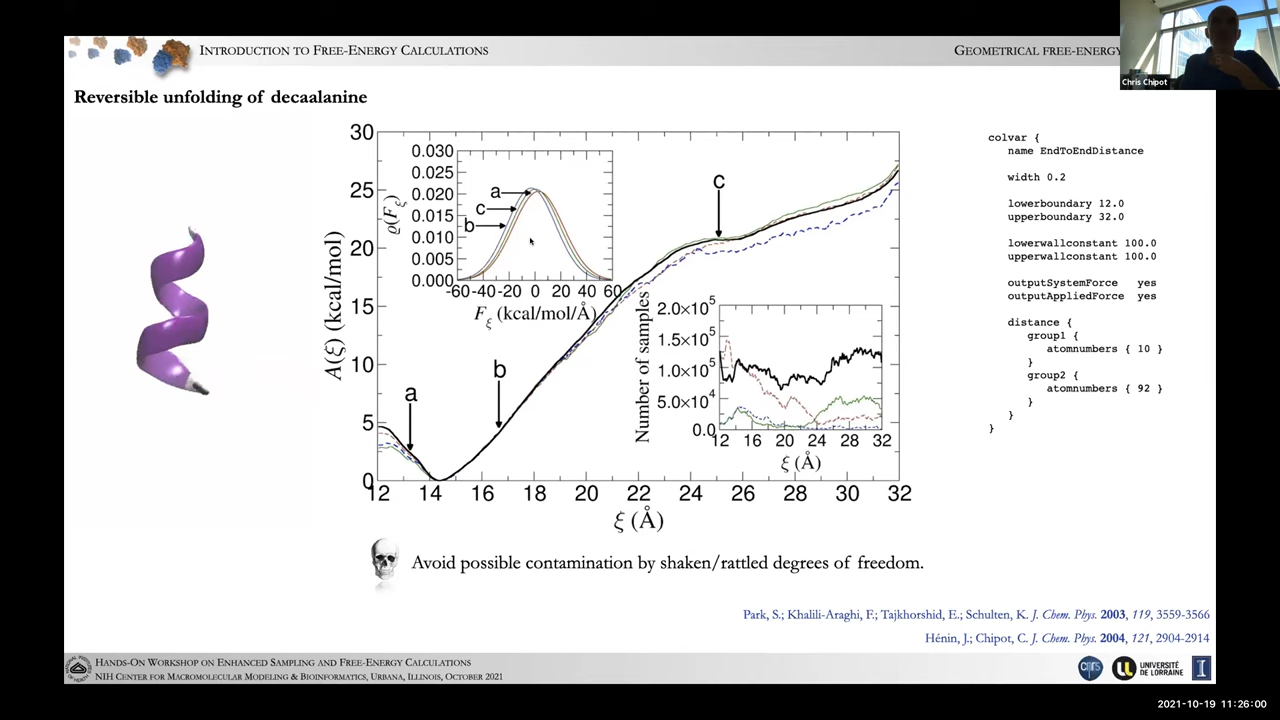 INTRODUCTION TO FREE-ENERGY CALCULATIONS
GEOMETRICAL FREE-ENERGY
Chris Chipot
Reversible unfolding of decaalanine
30
25
20
15
10
5
0
A(ξ) (kcal/mol)
12 14 16 18 20 22 24 26 28 30 32
ξ (Å)
a
b
c
0.030
0.025
0.020
0.015
0.010
0.005
0.000
ϱ(Fξ)
a
c
b
-60 -40 -20 0 20 40 60
Fξ (kcal/mol/Å)
Number of samples
2.0×10⁵
1.5×10⁵
1.0×10⁵
5.0×10⁴
0.0
12 16 20 24 28 32
ξ (Å)
colvar {
name EndToEndDistance
width 0.2
lowerboundary 12.0
upperboundary 32.0
lowerwallconstant 100.0
upperwallconstant 100.0
outputSystemForce yes
outputAppliedForce yes
distance {
group1 {
atomnumbers { 10 }
}
group2 {
atomnumbers { 92 }
}
}
}
Avoid possible contamination by shaken/rattled degrees of freedom.
Park, S.; Khalili-Araghi, F.; Tajkhorshid, E.; Schulten, K. J. Chem. Phys. 2003, 119, 3559-3566
Hénin, J.; Chipot, C. J. Chem. Phys. 2004, 121, 2904-2914
HANDS-ON WORKSHOP ON ENHANCED SAMPLING AND FREE-ENERGY CALCULATIONS
NIH CENTER FOR MACROMOLECULAR MODELING & BIOINFORMATICS, URBANA, ILLINOIS, OCTOBER 2021
cnrs
UNIVERSITÉ
DE LORRAINE
2021-10-19 11:26:00